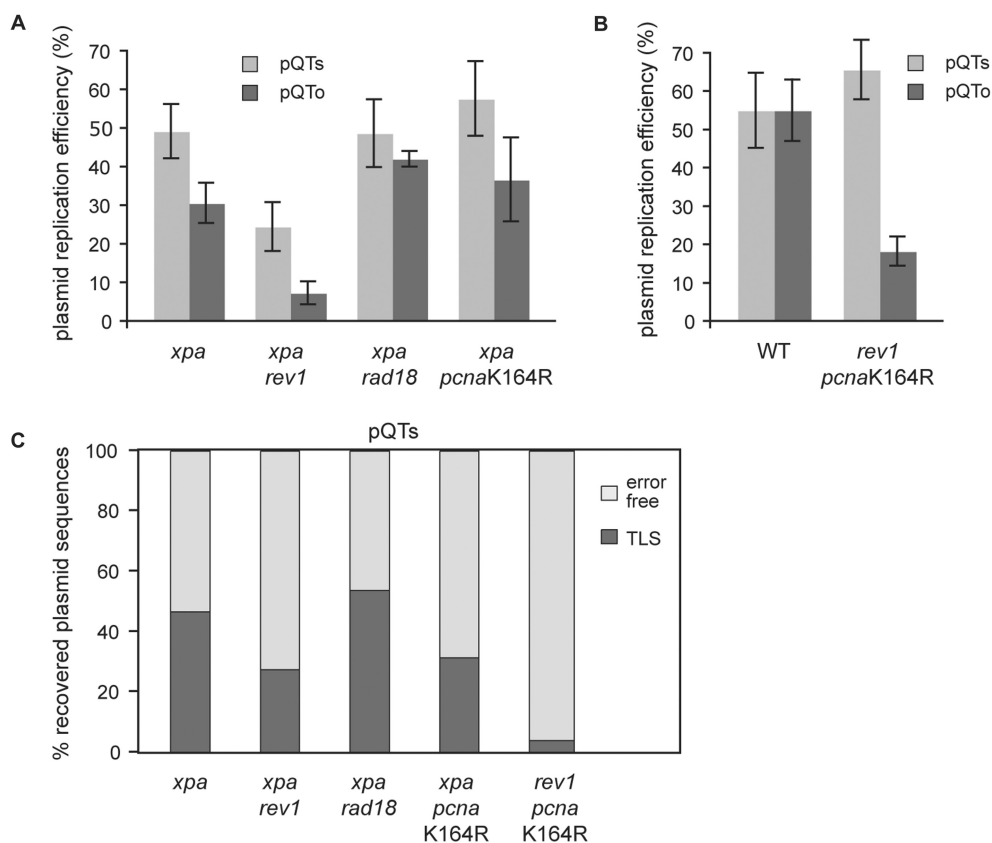 A
plasmid replication efficiency (%)
70
60
50
40
30
20
10
0
pQTs
pQTo
xpa
xpa
rev1
xpa
rad18
xpa
pcnaK164R
B
plasmid replication efficiency (%)
70
60
50
40
30
20
10
0
pQTs
pQTo
WT
rev1
pcnaK164R
C
pQTs
% recovered plasmid sequences
100
80
60
40
20
0
error
free
TLS
xpa
xpa
rev1
xpa
rad18
xpa
pcna
K164R
rev1
pcna
K164R